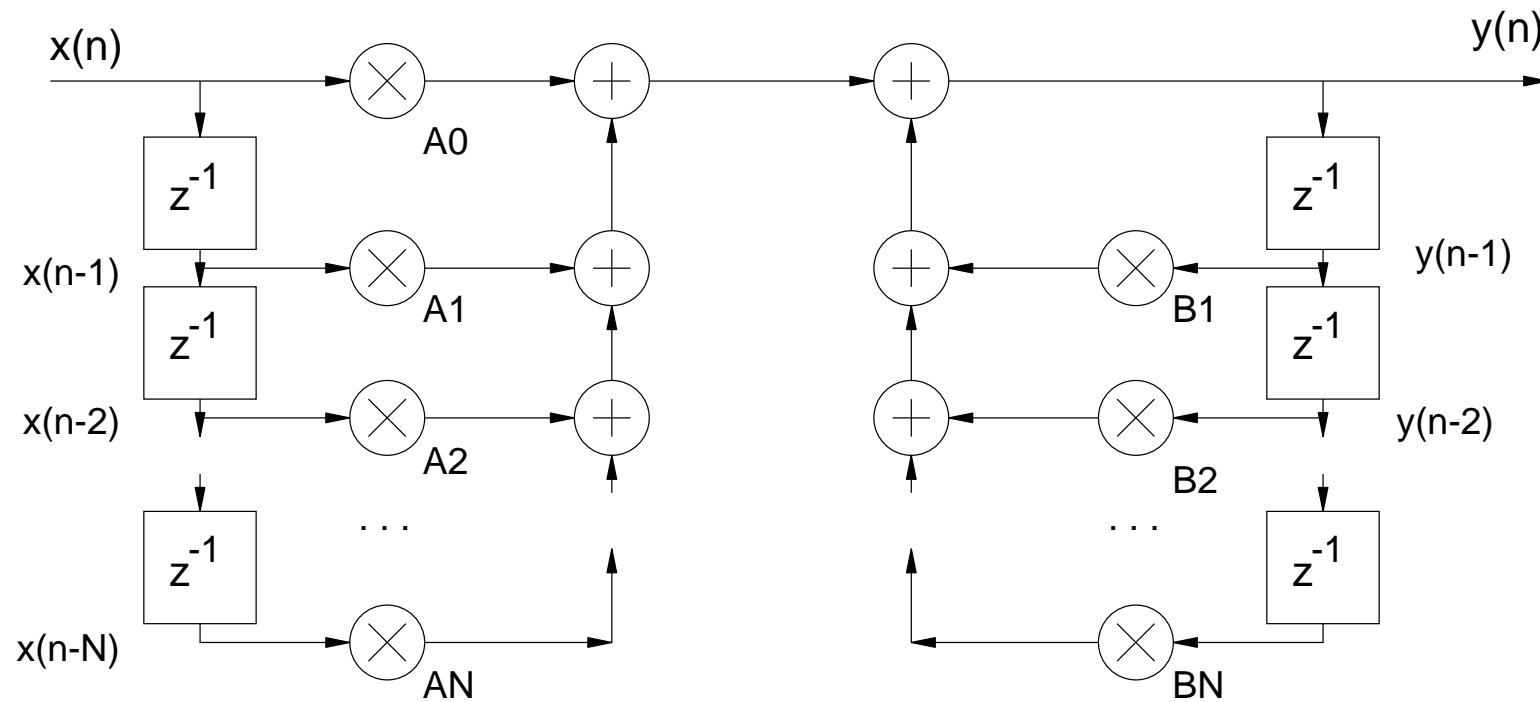 x(n)
y(n)
A0
z-1
z-1
x(n-1)
y(n-1)
A1
B1
z-1
z-1
x(n-2)
y(n-2)
A2
B2
. . .
. . .
z-1
z-1
x(n-N)
AN
BN